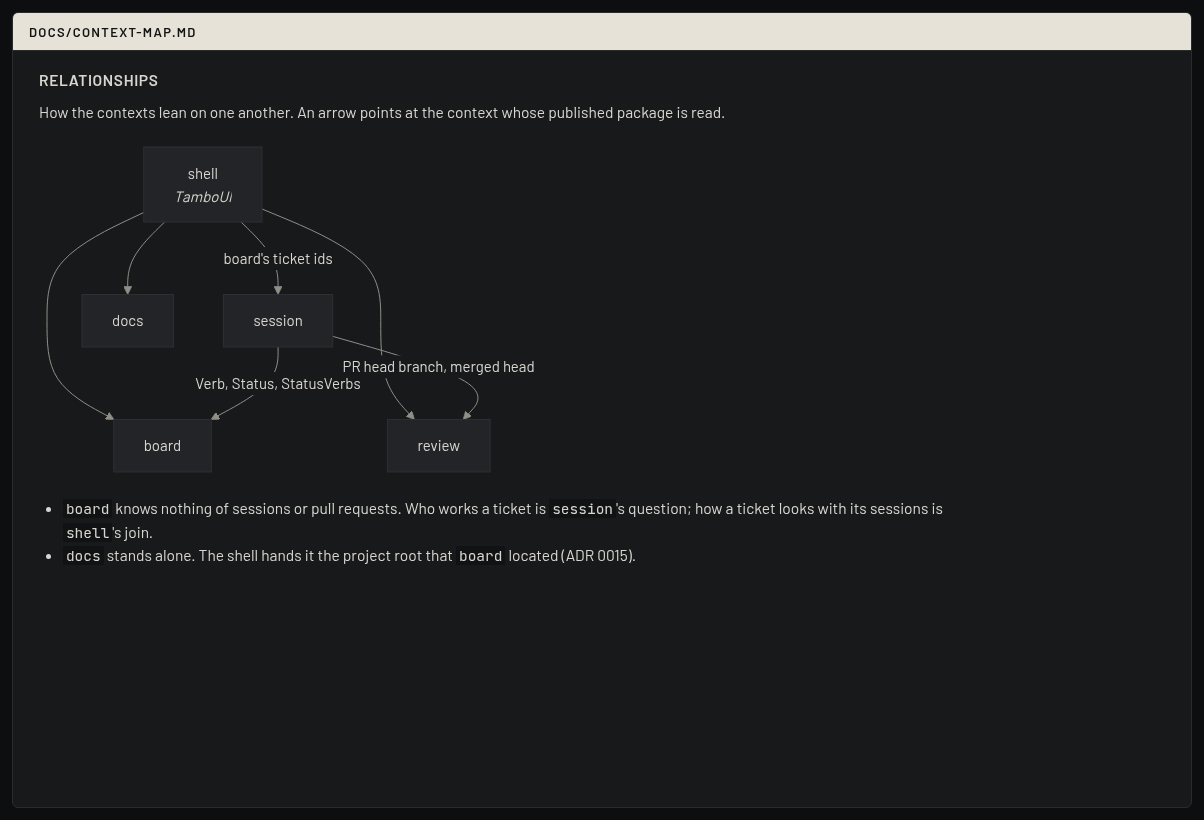 DOCS/CONTEXT-MAP.MD
RELATIONSHIPS
How the contexts lean on one another. An arrow points at the context whose published package is read.
shell
TamboUI
board's ticket ids
docs
session
PR head branch, merged head
Verb, Status, StatusVerbs
board
review
board knows nothing of sessions or pull requests. Who works a ticket is session's question; how a ticket looks with its sessions is
shell's join.
docs stands alone. The shell hands it the project root that board located (ADR 0015).